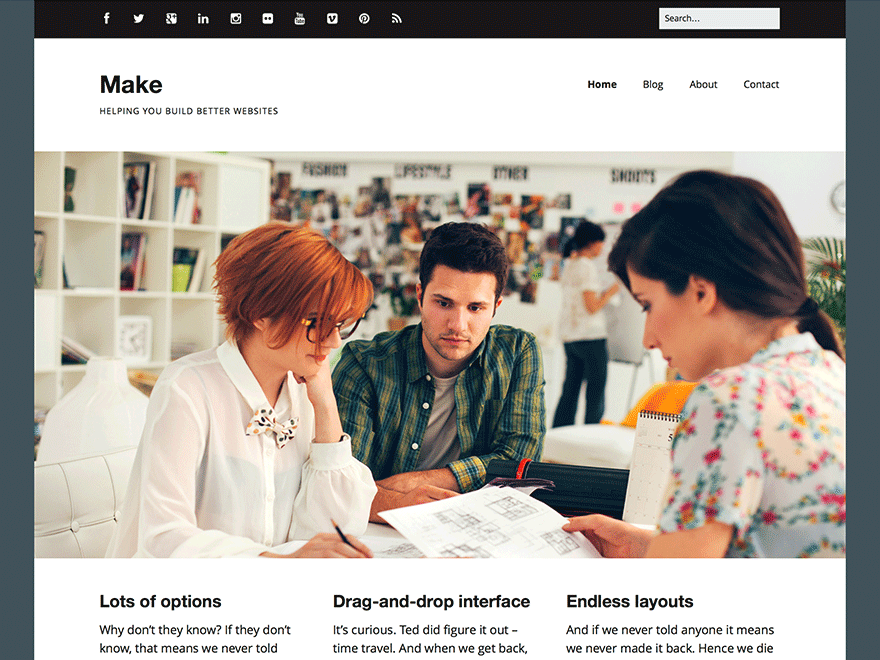 Search...
Make
HELPING YOU BUILD BETTER WEBSITES
Home Blog About Contact
FASHION LIFESTYLE OTHER SHOOTS
Lots of options
Why don’t they know? If they don’t
know, that means we never told
Drag-and-drop interface
It’s curious. Ted did figure it out –
time travel. And when we get back,
Endless layouts
And if we never told anyone it means
we never made it back. Hence we die